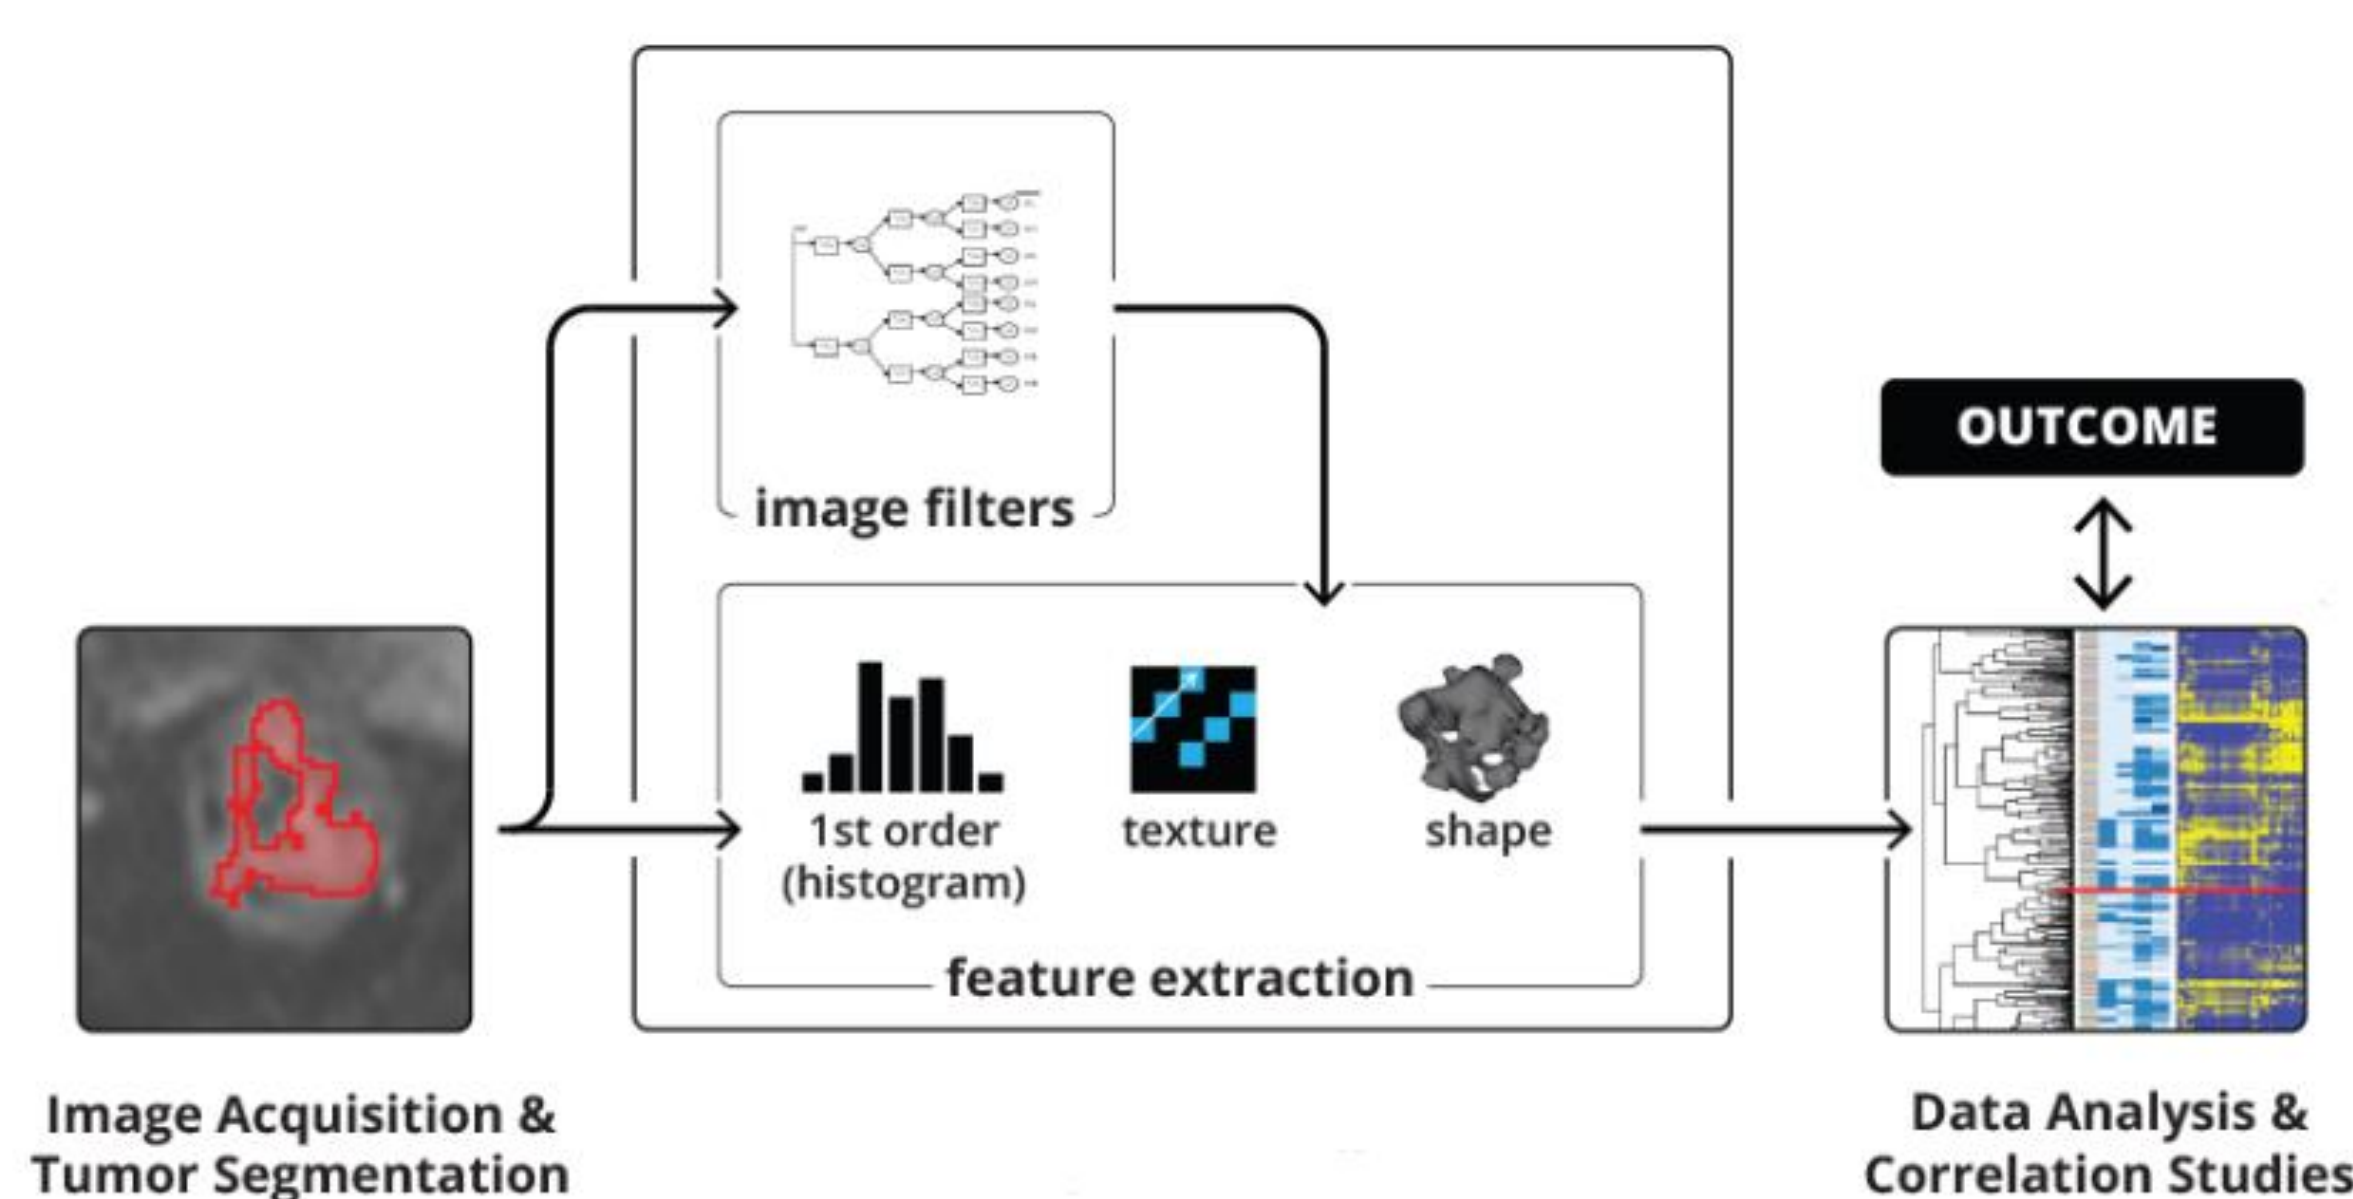 image filters
OUTCOME
1st order
(histogram)
texture
shape
feature extraction
Image Acquisition &
Tumor Segmentation
Data Analysis &
Correlation Studies